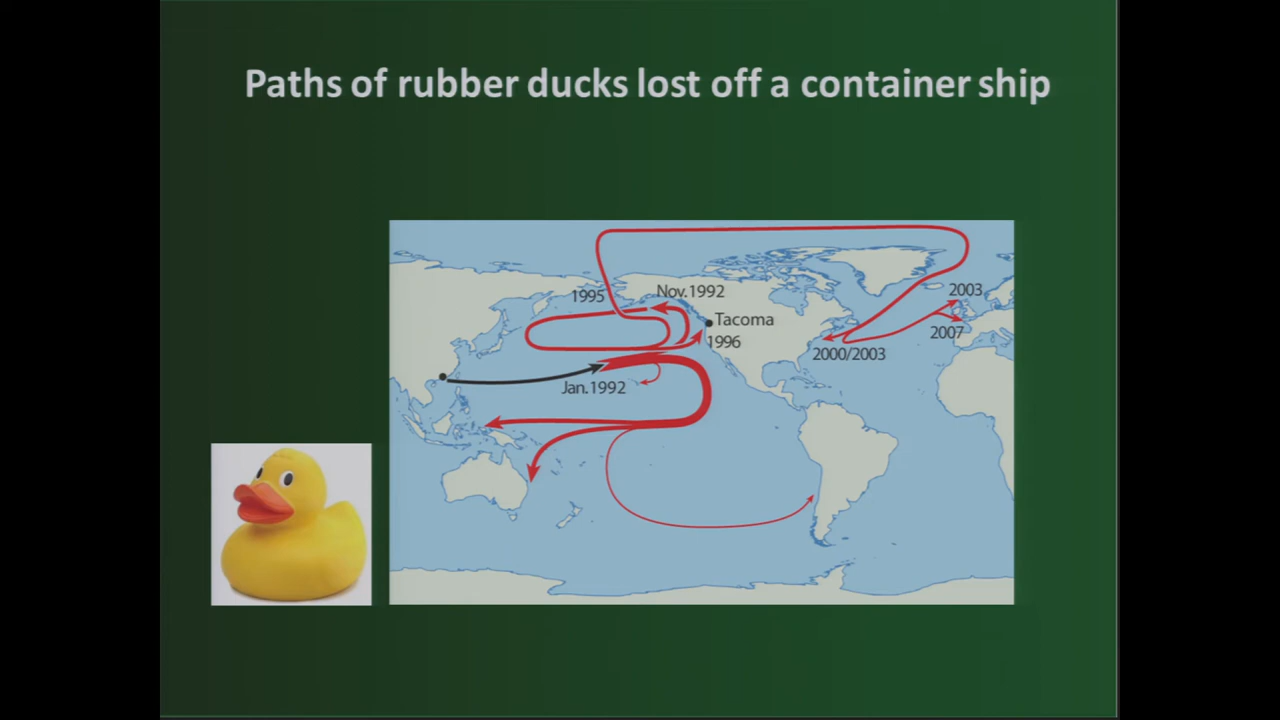 Paths of rubber ducks lost off a container ship
1995
Nov.1992
2003
Tacoma
1996
2007
2000/2003
Jan.1992